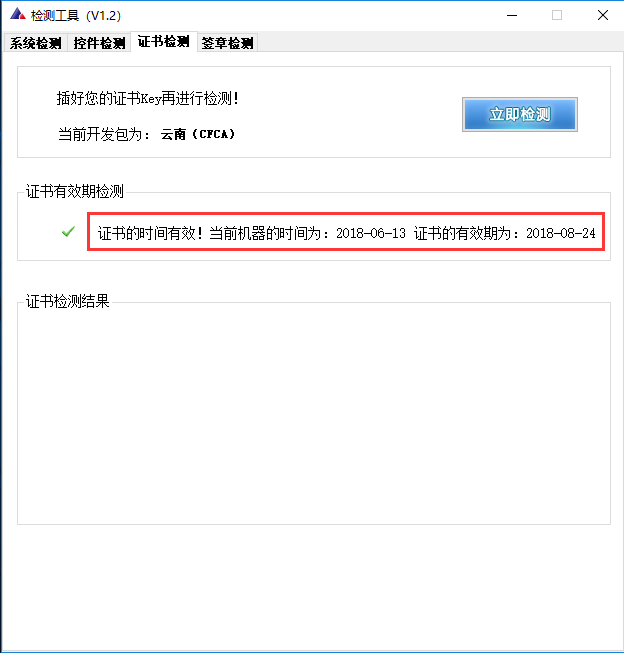 检测工具（V1.2）
系统检测 控件检测 证书检测 签章检测
插好您的证书Key再进行检测！
立即检测
当前开发包为： 云南（CFCA）
证书有效期检测
证书的时间有效！当前机器的时间为：2018-06-13 证书的有效期为：2018-08-24
证书检测结果